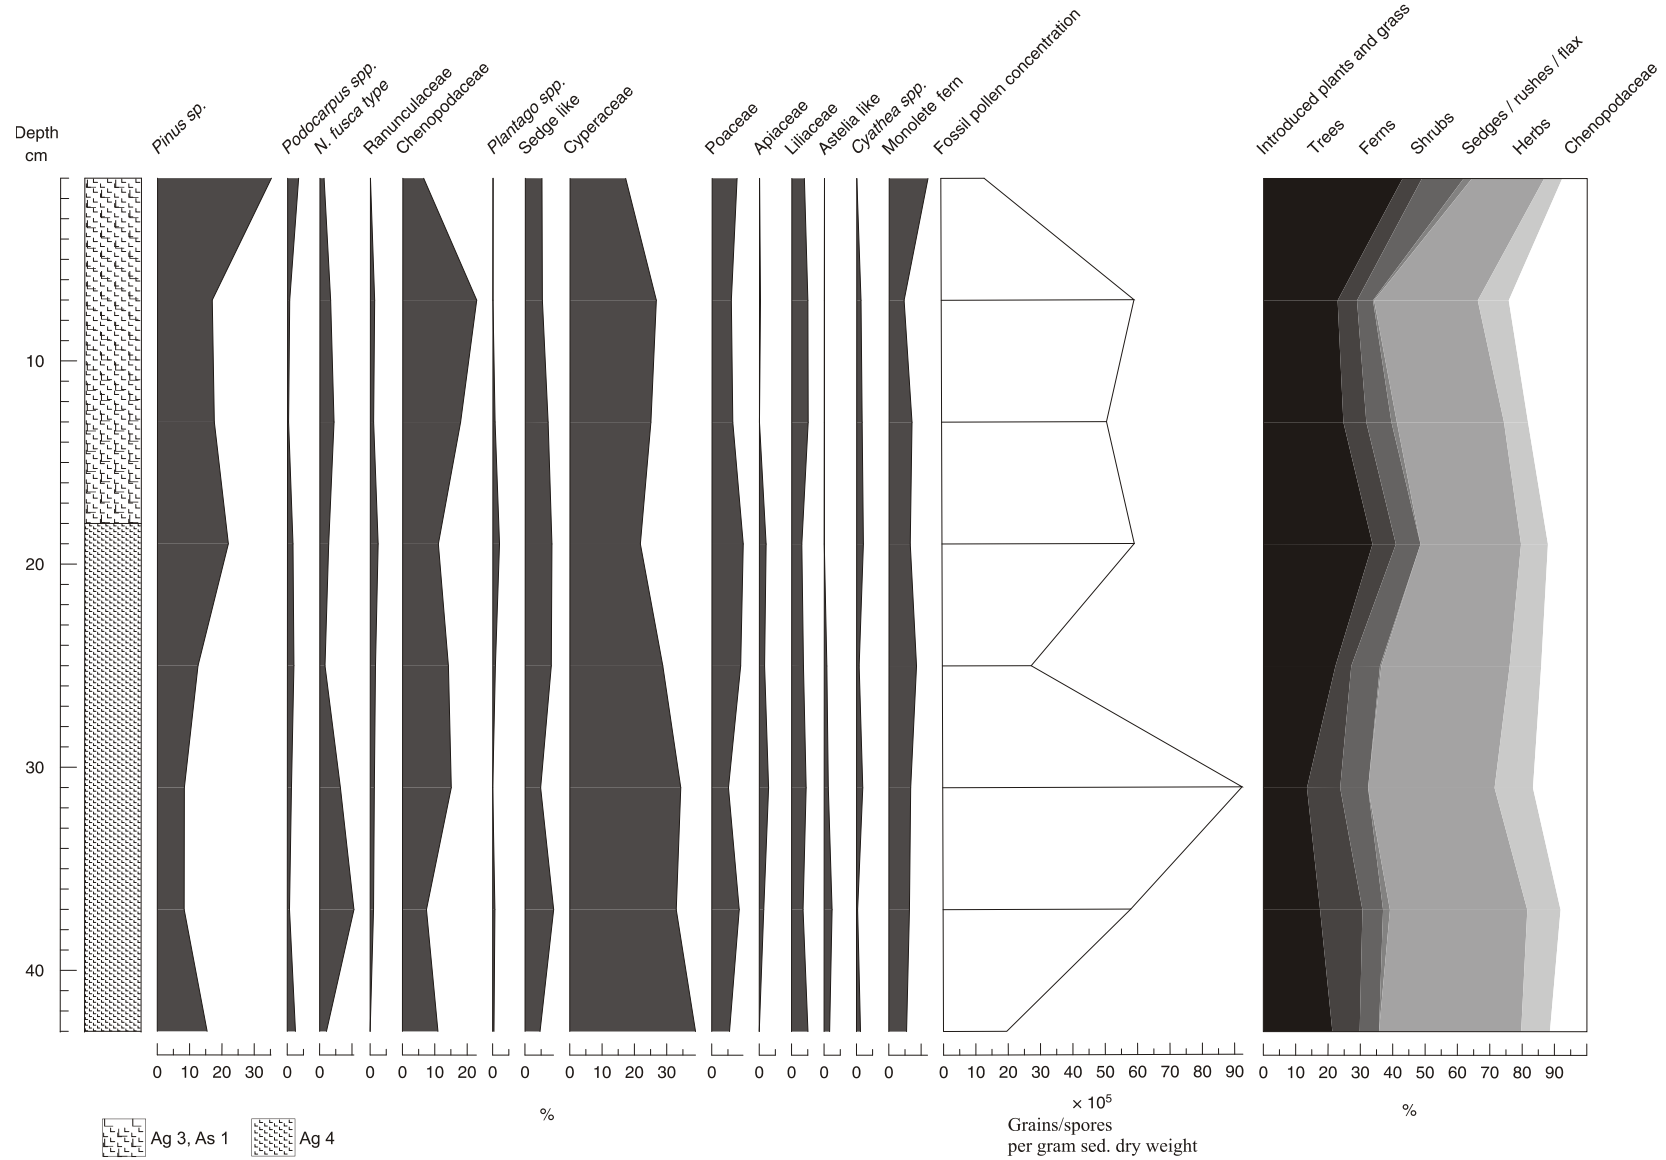 Depth
cm
Pinus sp.
Podocarpus spp.
N. fusca type
Ranunculaceae
Chenopodaceae
Plantago spp.
Sedge like
Cyperaceae
Poaceae
Apiaceae
Liliaceae
Astelia like
Cyathea spp.
Monolete fern
Fossil pollen concentration
Introduced plants and grass
Trees
Ferns
Shrubs
Sedges / rushes / flax
Herbs
Chenopodaceae
10
20
30
40
0 10 20 30 0 0 0 0 10 20 0 0 0 10 20 30 0 0 0 0 0 0 0 10 20 30 40 50 60 70 80 90 0 10 20 30 40 50 60 70 80 90
%
× 10⁵
%
Grains/spores
per gram sed. dry weight
Ag 3, As 1
Ag 4